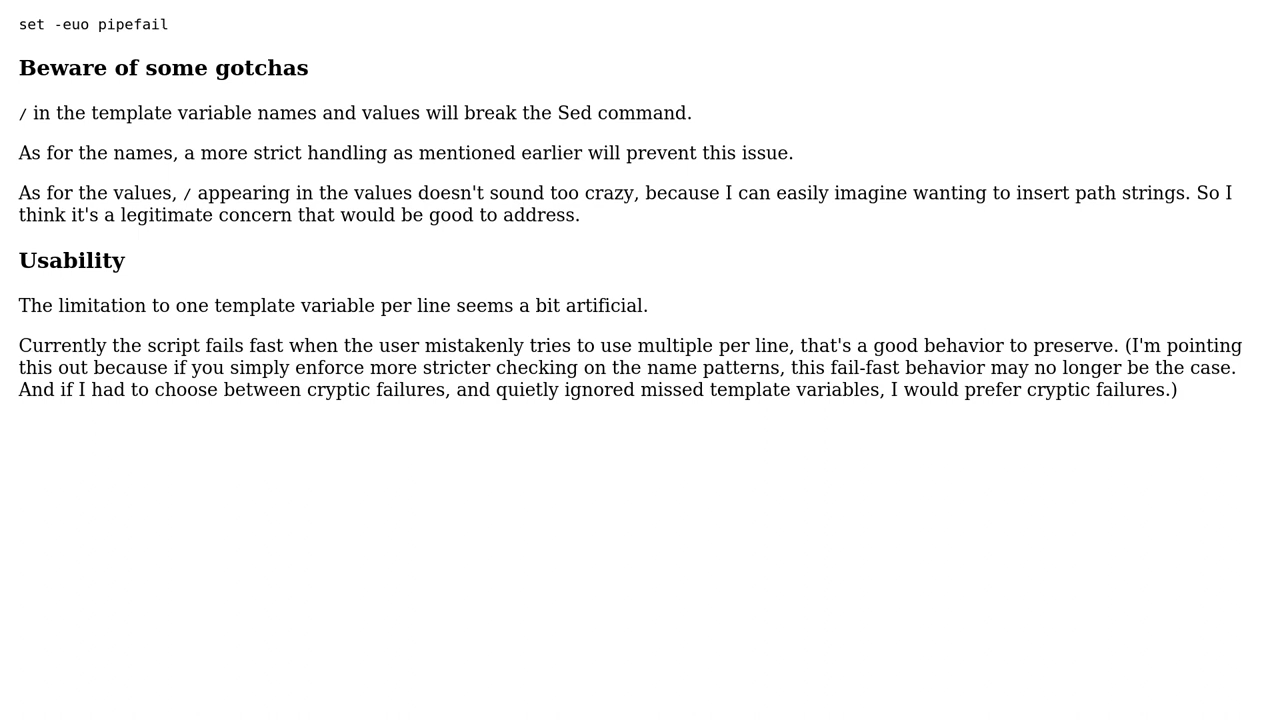 set -euo pipefail
Beware of some gotchas
/ in the template variable names and values will break the Sed command.
As for the names, a more strict handling as mentioned earlier will prevent this issue.
As for the values, / appearing in the values doesn't sound too crazy, because I can easily imagine wanting to insert path strings. So I
think it's a legitimate concern that would be good to address.
Usability
The limitation to one template variable per line seems a bit artificial.
Currently the script fails fast when the user mistakenly tries to use multiple per line, that's a good behavior to preserve. (I'm pointing
this out because if you simply enforce more stricter checking on the name patterns, this fail-fast behavior may no longer be the case.
And if I had to choose between cryptic failures, and quietly ignored missed template variables, I would prefer cryptic failures.)